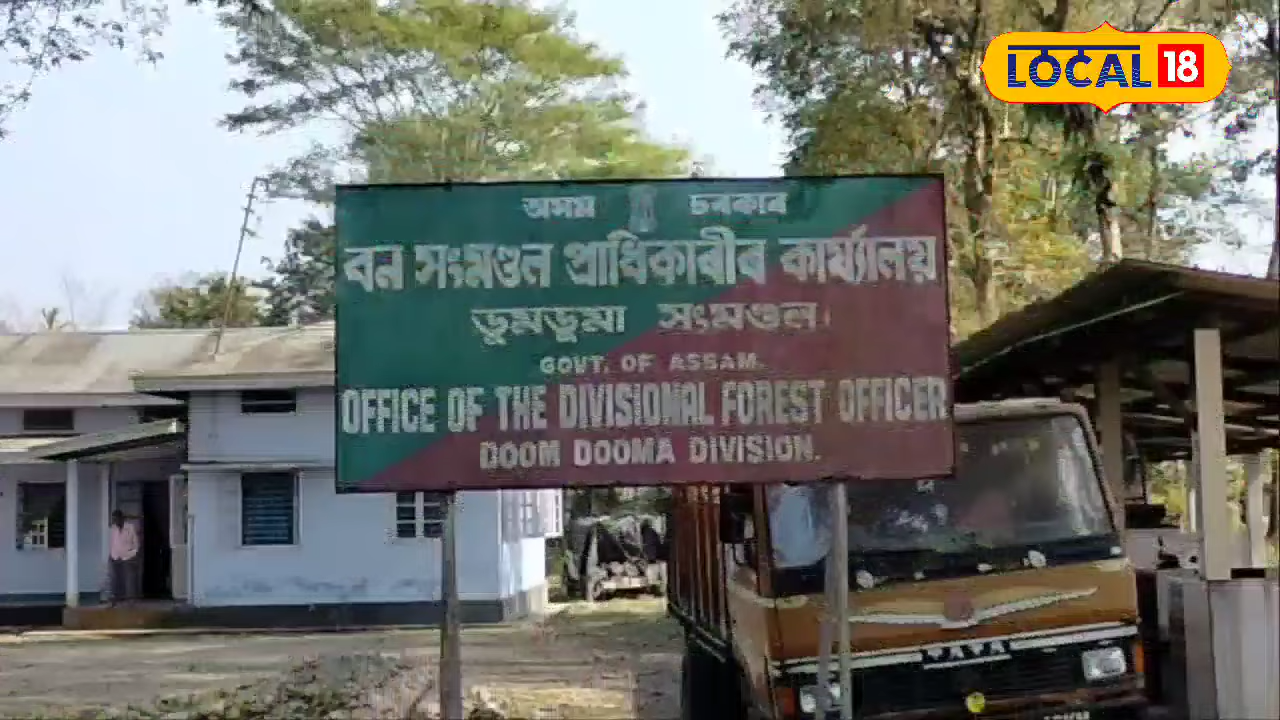 LOCAL 18
অসম চৰকাৰ
বন সংমণ্ডল প্ৰাধিকাৰীৰ কাৰ্য্যালয়
ডুমডুমা সংমণ্ডল।
GOVT. OF ASSAM.
OFFICE OF THE DIVISIONAL FOREST OFFICER
DOOM DOOMA DIVISION.
TATA